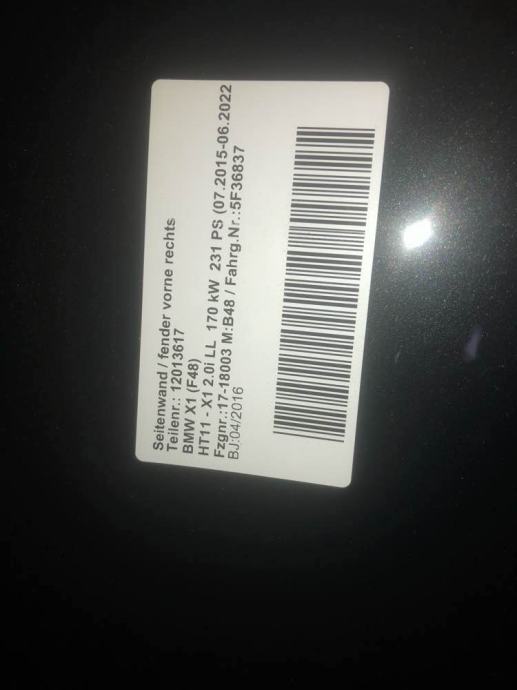 Seitenwand / fender vorne rechts
Teilenr.: 12013617
BMW X1 (F48)
HT11 - X1 2.0i LL 170 kW 231 PS (07.2015-06.2022
Fzgnr.:17-18003 M:B48 / Fahrg.Nr.:5F36837
BJ:04/2016